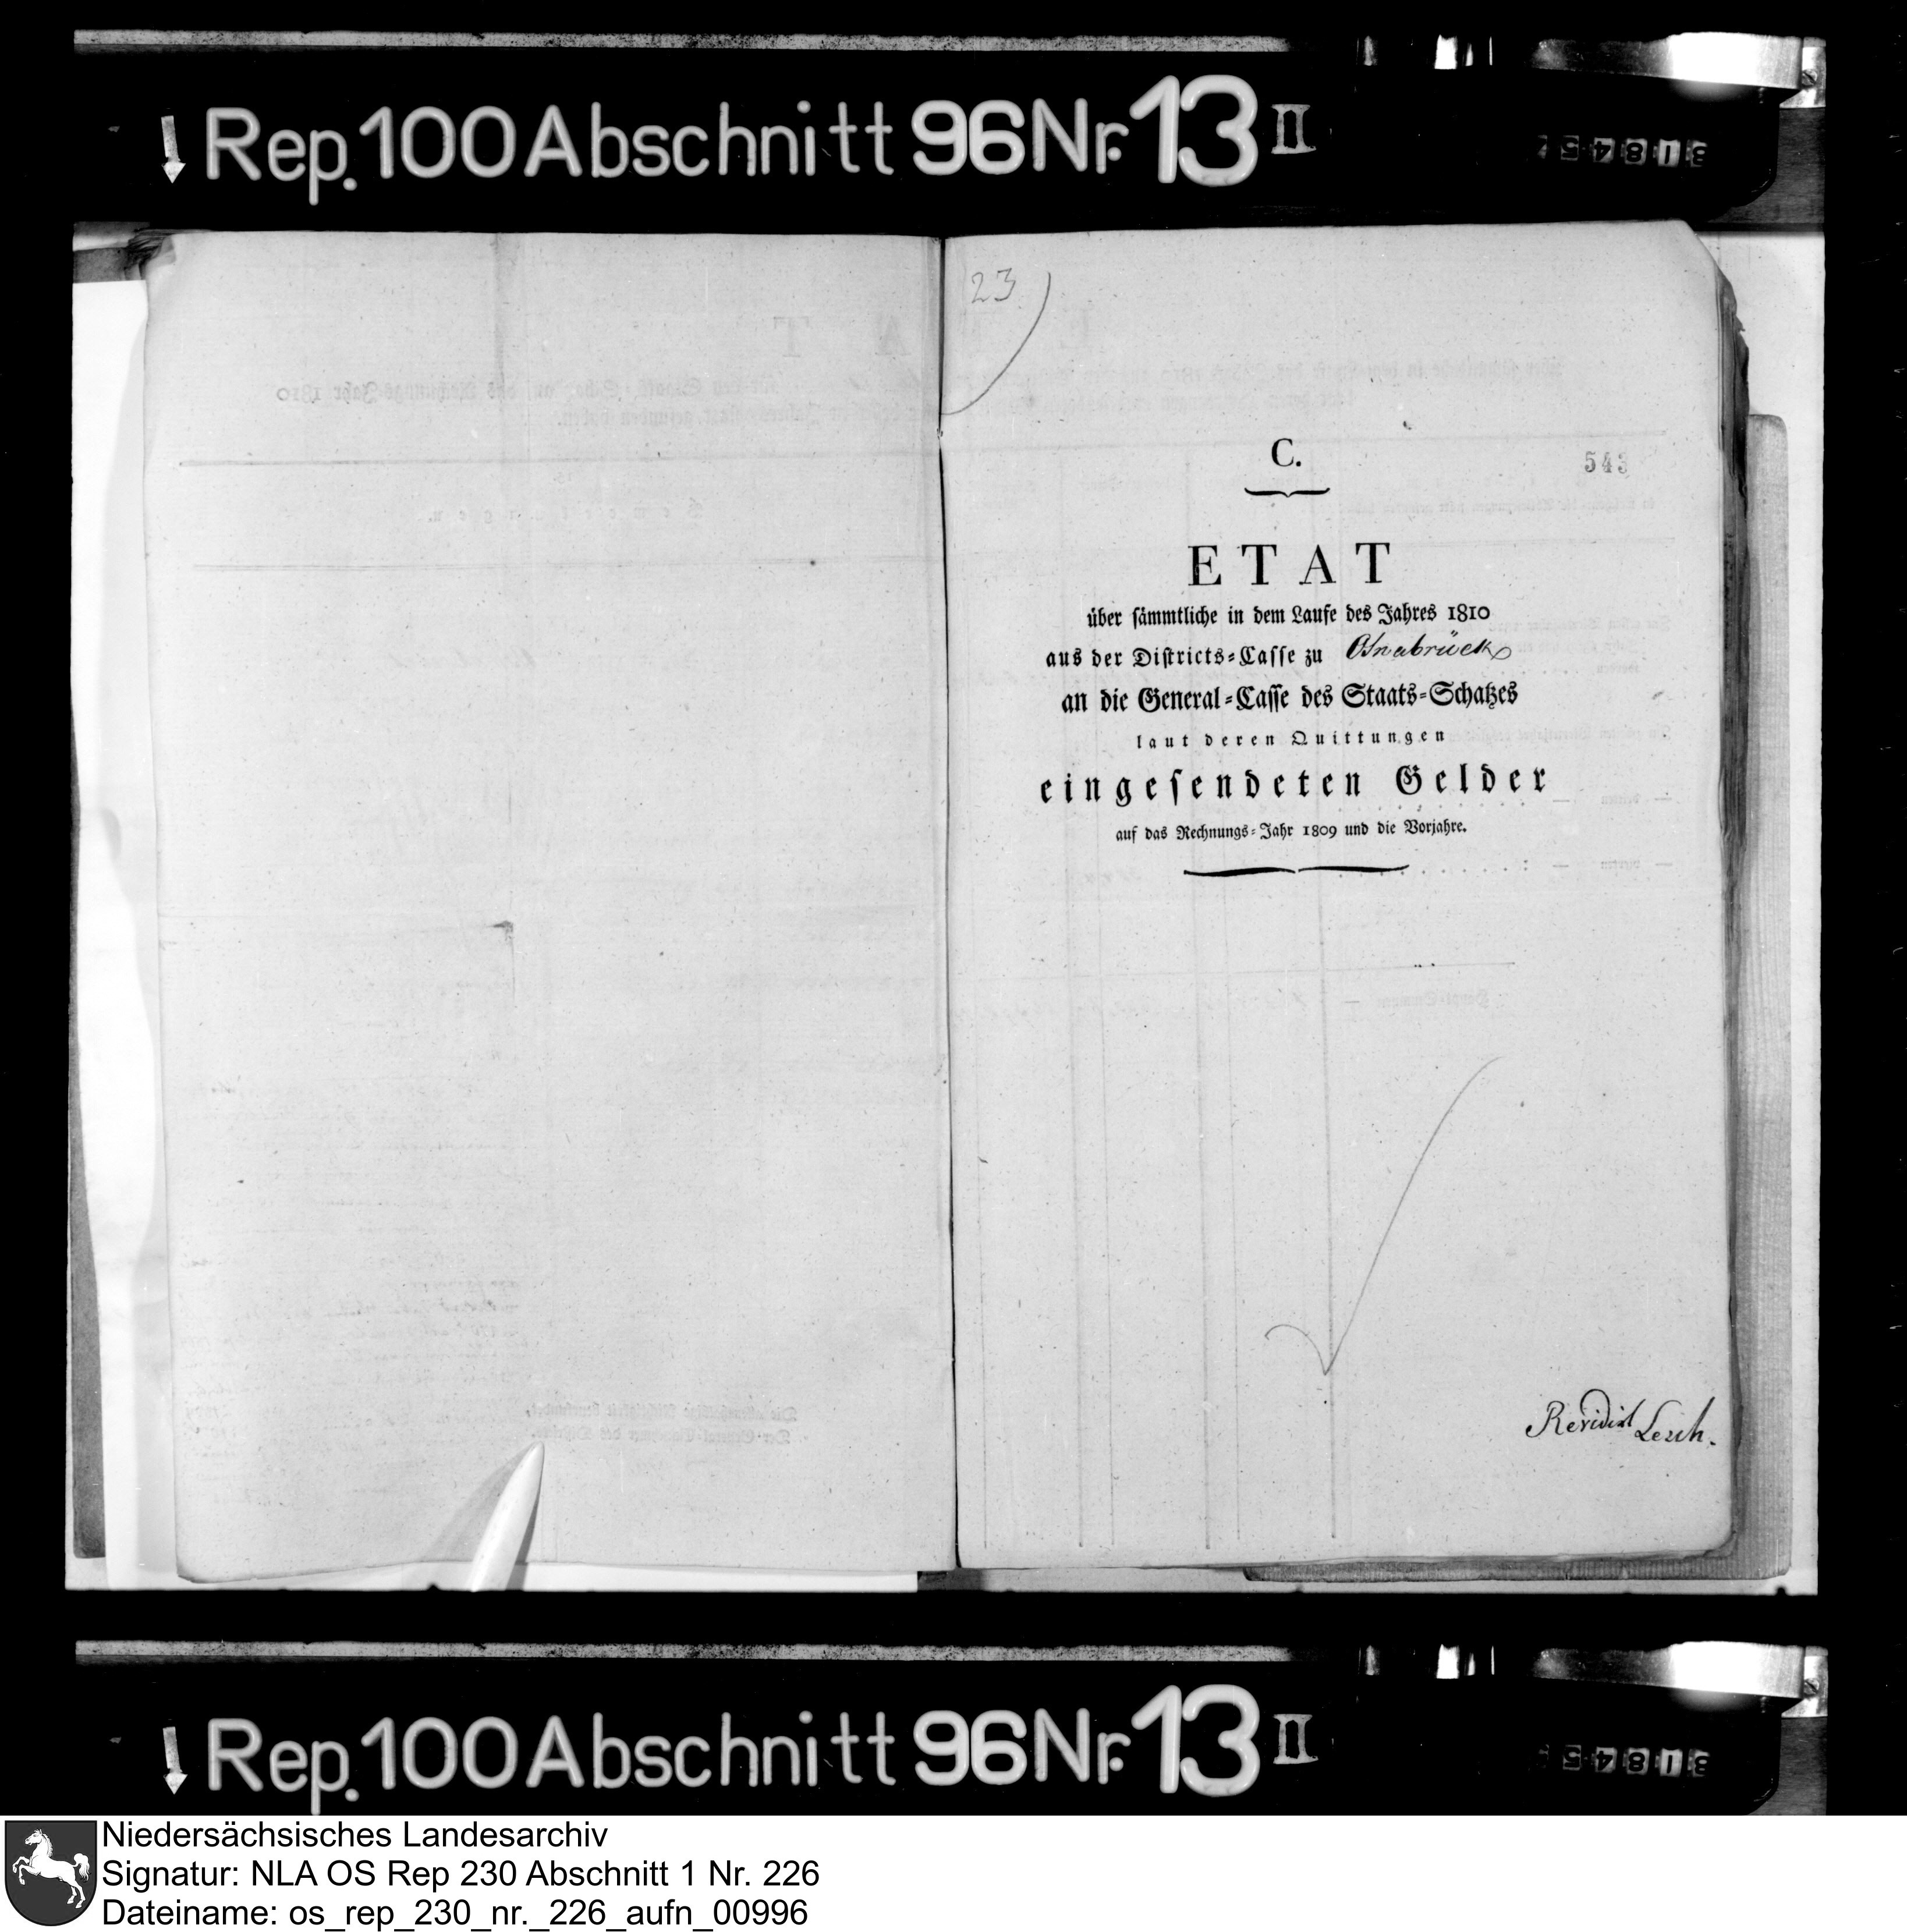 Rep. 100 Abschnitt 96 Nr. 13 II
23
C.
543
ETAT
über sämmtliche in dem Laufe des Jahres 1810
aus der Districts-Casse zu Osnabrück
an die General-Casse des Staats-Schatzes
laut deren Quittungen
eingesendeten Gelder
auf das Rechnungs-Jahr 1809 und die Vorjahre.
Revidirt
Rep. 100 Abschnitt 96 Nr. 13 II
Niedersächsisches Landesarchiv
Signatur: NLA OS Rep 230 Abschnitt 1 Nr. 226
Dateiname: os_rep_230_nr._226_aufn_00996